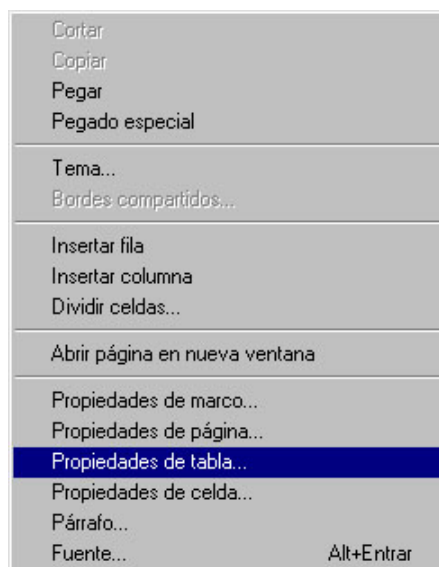 Cortar
Copiar
Pegar
Pegado especial
Tema...
Bordes compartidos...
Insertar fila
Insertar columna
Dividir celdas...
Abrir página en nueva ventana
Propiedades de marco...
Propiedades de página...
Propiedades de tabla...
Propiedades de celda...
Párrafo...
Fuente... Alt+Entrar